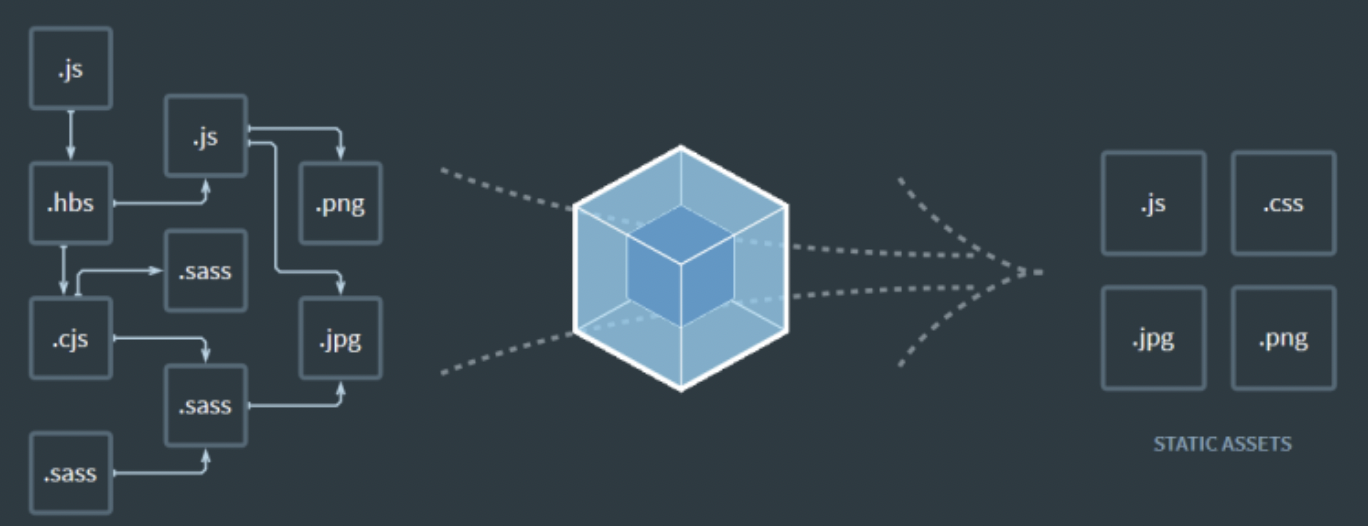 .js
.js
.hbs
.png
.sass
.cjs
.jpg
.sass
.sass
.js
.css
.jpg
.png
STATIC ASSETS